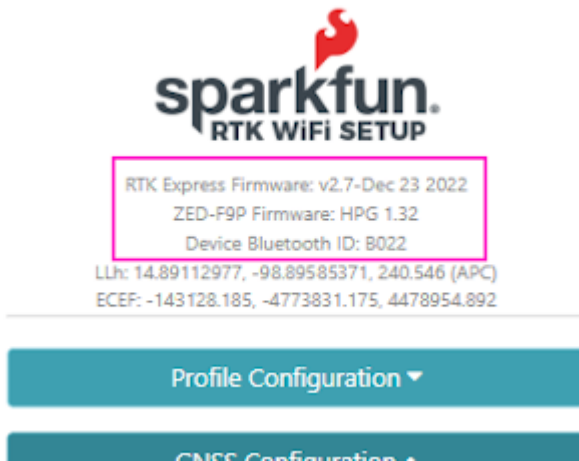 sparkfun.
RTK WiFi SETUP
RTK Express Firmware: v2.7-Dec 23 2022
ZED-F9P Firmware: HPG 1.32
Device Bluetooth ID: B022
LLh: 14.89112977, -98.89585371, 240.546 (APC)
ECEF: -143128.185, -4773831.175, 4478954.892
Profile Configuration
GNSS Configuration